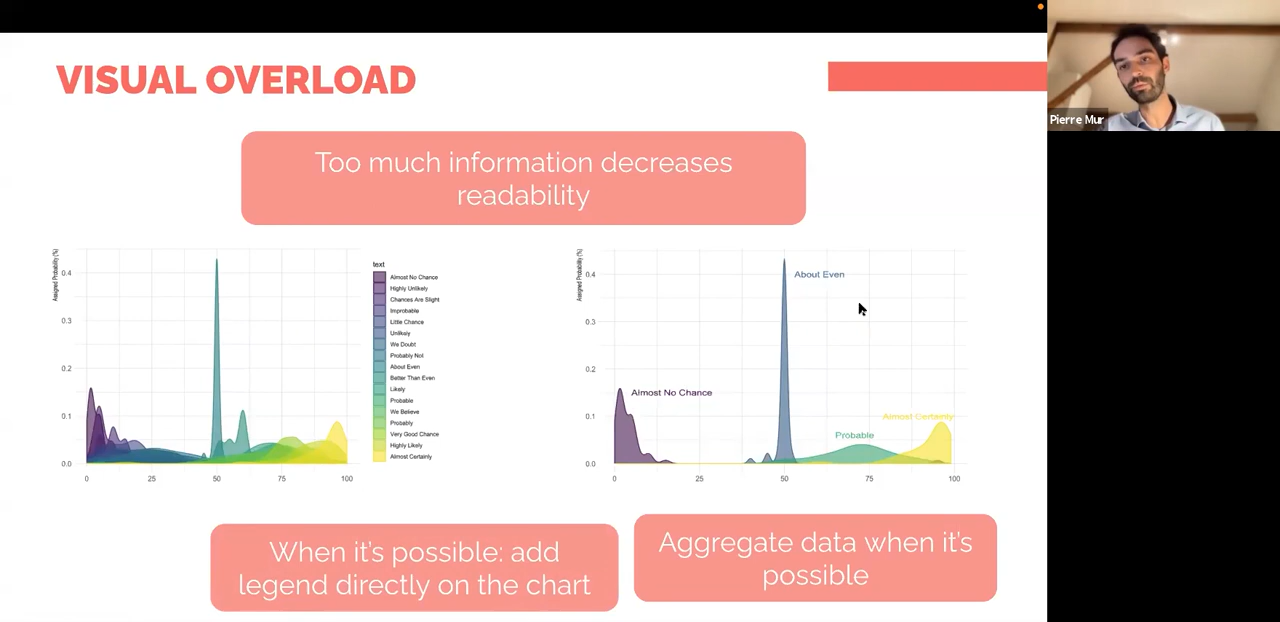 VISUAL OVERLOAD
Too much information decreases
readability
Assigned Probability (%)
0.4
0.3
0.2
0.1
0.0
0
25
50
75
100
text
Almost No Chance
Highly Unlikely
Chances Are Slight
Improbable
Little Chance
Unlikely
We Doubt
Probably Not
About Even
Better Than Even
Likely
Probable
We Believe
Probably
Very Good Chance
Highly Likely
Almost Certainly
Assigned Probability (%)
0.4
0.3
0.2
0.1
0.0
0
25
50
75
100
About Even
Almost No Chance
Almost Certainly
Probable
When it's possible: add
legend directly on the chart
Aggregate data when it's
possible
Pierre Mur